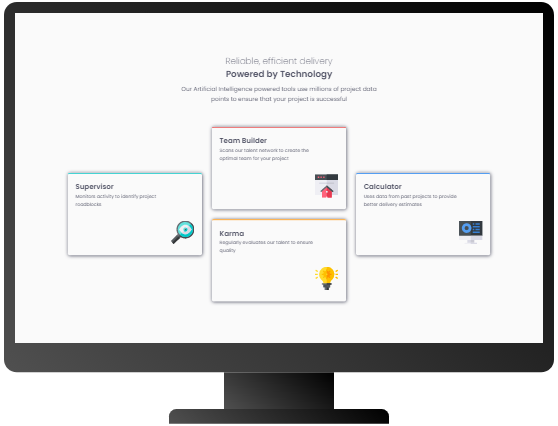 Reliable, efficient delivery
Powered by Technology
Our Artificial Intelligence powered tools use millions of project data
points to ensure that your project is successful
Supervisor
Monitors activity to identify project
roadblocks
Team Builder
Scans our talent network to create the
optimal team for your project
Karma
Regularly evaluates our talent to ensure
quality
Calculator
Uses data from past projects to provide
better delivery estimates